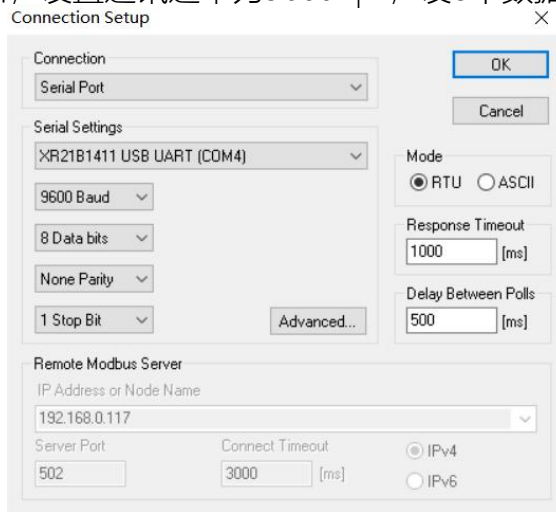 Connection Setup
Connection
OK
Serial Port
Cancel
Serial Settings
XR21B1411 USB UART (COM4)
Mode
RTU ASCII
9600 Baud
Response Timeout
8 Data bits
1000 [ms]
None Parity
Delay Between Polls
1 Stop Bit
Advanced...
500 [ms]
Remote Modbus Server
IP Address or Node Name
192.168.0.117
Server Port
Connect Timeout
IPv4
502
3000 [ms]
IPv6